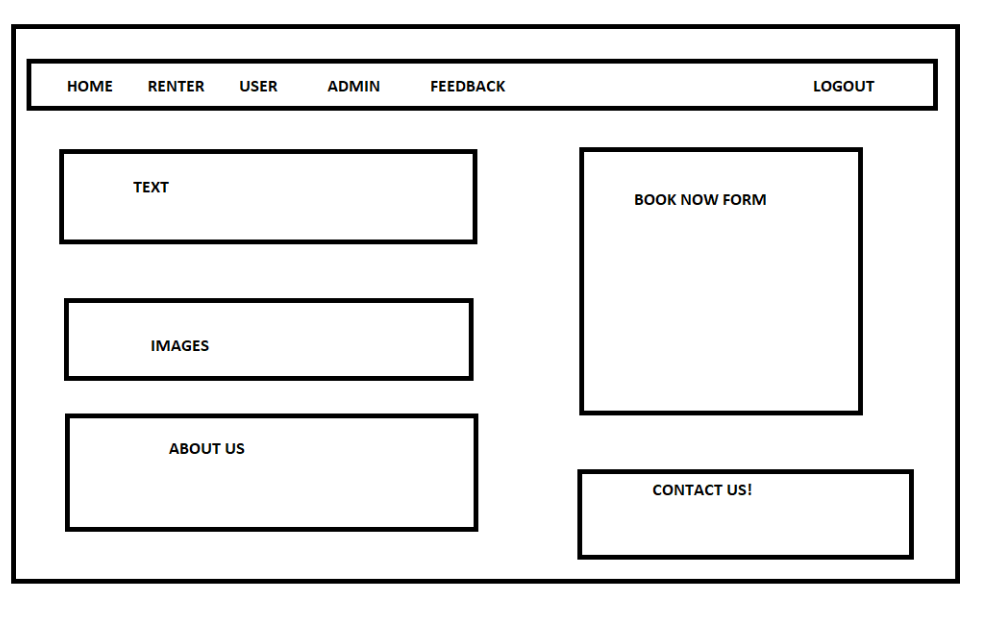 HOME RENTER USER ADMIN FEEDBACK LOGOUT
TEXT
BOOK NOW FORM
IMAGES
ABOUT US
CONTACT US!